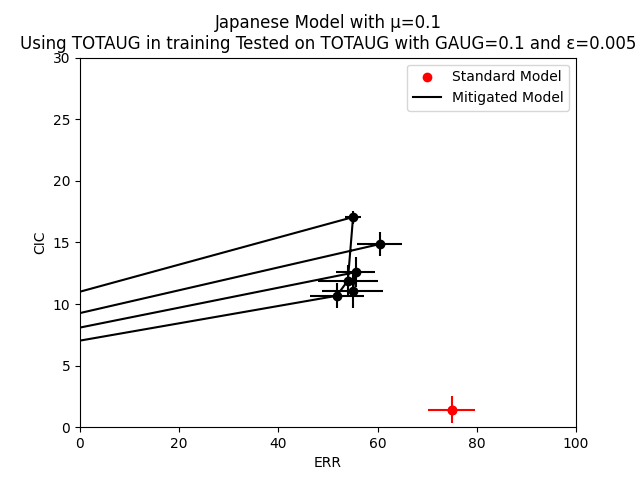 Japanese Model with μ=0.1
Using TOTAUG in training Tested on TOTAUG with GAUG=0.1 and ε=0.005
30
25
20
15
10
5
0
CIC
Standard Model
Mitigated Model
0 20 40 60 80 100
ERR